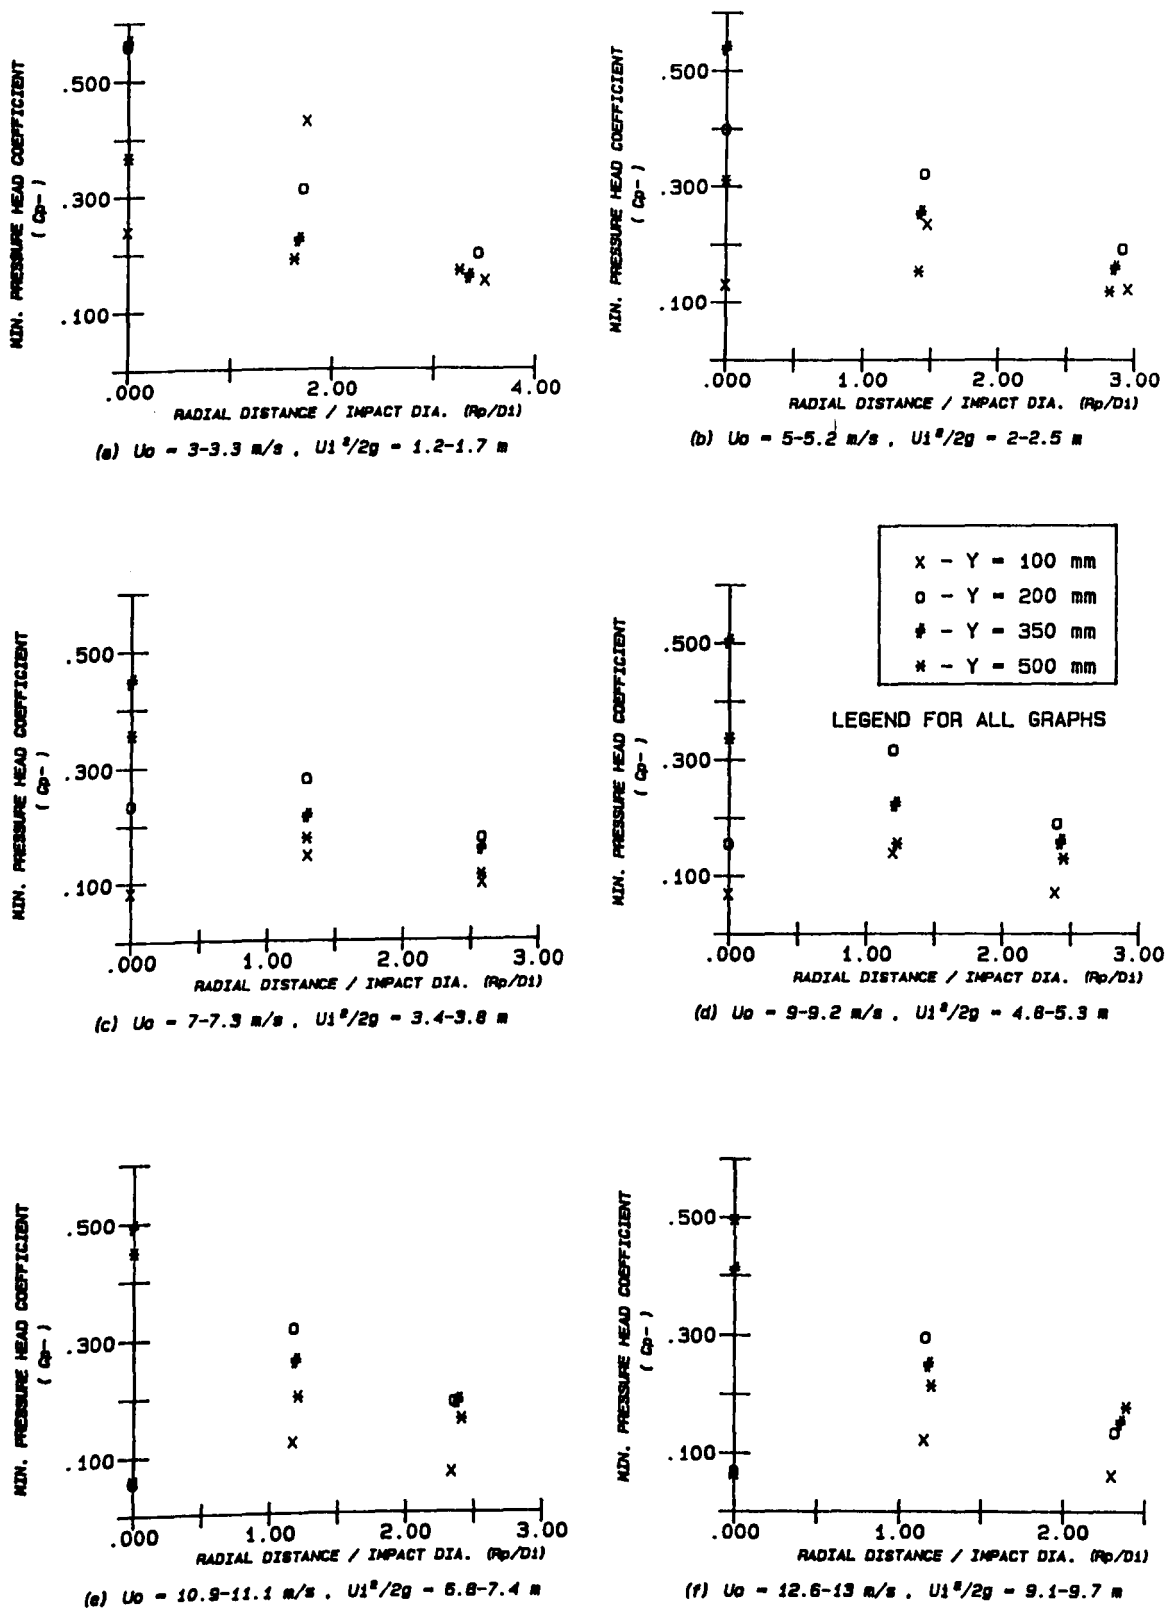 MIN. PRESSURE HEAD COEFFICIENT
( Cp- )
.500
.300
.100
.000 2.00 4.00
RADIAL DISTANCE / IMPACT DIA. (Rp/Di)
(a) Uo = 3-3.3 m/s , Ui²/2g = 1.2-1.7 m
MIN. PRESSURE HEAD COEFFICIENT
( Cp- )
.500
.300
.100
.000 1.00 2.00 3.00
RADIAL DISTANCE / IMPACT DIA. (Rp/Di)
(b) Uo = 5-5.2 m/s , Ui²/2g = 2-2.5 m
x - Y = 100 mm
o - Y = 200 mm
# - Y = 350 mm
* - Y = 500 mm
LEGEND FOR ALL GRAPHS
MIN. PRESSURE HEAD COEFFICIENT
( Cp- )
.500
.300
.100
.000 1.00 2.00 3.00
RADIAL DISTANCE / IMPACT DIA. (Rp/Di)
(c) Uo = 7-7.3 m/s , Ui²/2g = 3.4-3.8 m
MIN. PRESSURE HEAD COEFFICIENT
( Cp- )
.500
.300
.100
.000 1.00 2.00 3.00
RADIAL DISTANCE / IMPACT DIA. (Rp/Di)
(d) Uo = 9-9.2 m/s , Ui²/2g = 4.8-5.3 m
MIN. PRESSURE HEAD COEFFICIENT
( Cp- )
.500
.300
.100
.000 1.00 2.00 3.00
RADIAL DISTANCE / IMPACT DIA. (Rp/Di)
(e) Uo = 10.9-11.1 m/s , Ui²/2g = 6.8-7.4 m
MIN. PRESSURE HEAD COEFFICIENT
( Cp- )
.500
.300
.100
.000 1.00 2.00
RADIAL DISTANCE / IMPACT DIA. (Rp/Di)
(f) Uo = 12.6-13 m/s , Ui²/2g = 9.1-9.7 m